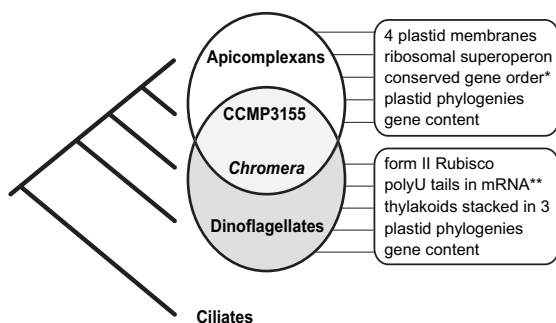 Apicomplexans
CCMP3155
Chromera
Dinoflagellates
Ciliates
4 plastid membranes
ribosomal superoperon
conserved gene order*
plastid phylogenies
gene content
form II Rubisco
polyU tails in mRNA**
thylakoids stacked in 3
plastid phylogenies
gene content